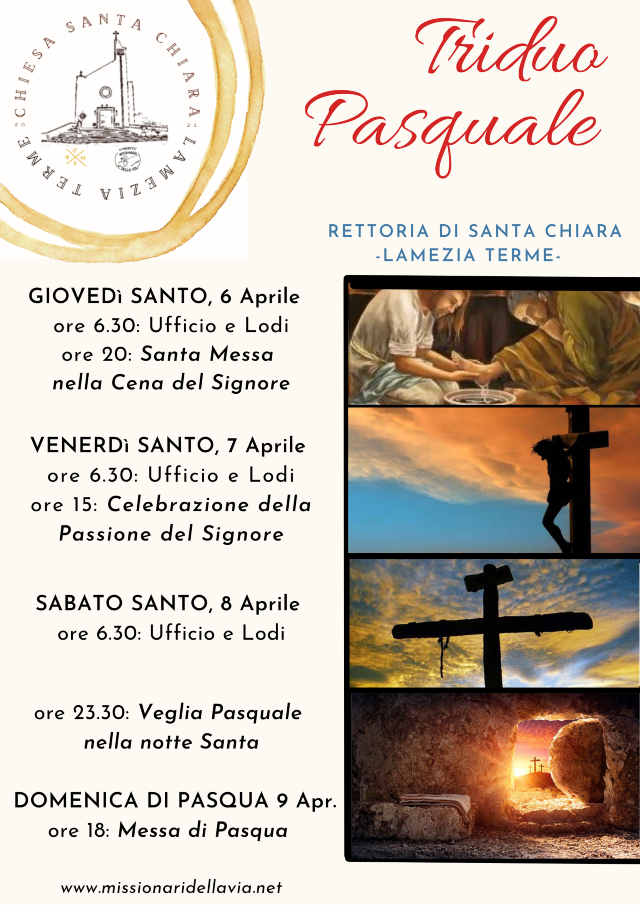 CHIESA SANTA CHIARA LAMEZIA TERME
Triduo
Pasquale
RETTORIA DI SANTA CHIARA
-LAMEZIA TERME-
GIOVEDì SANTO, 6 Aprile
ore 6.30: Ufficio e Lodi
ore 20: Santa Messa
nella Cena del Signore
VENERDì SANTO, 7 Aprile
ore 6.30: Ufficio e Lodi
ore 15: Celebrazione della
Passione del Signore
SABATO SANTO, 8 Aprile
ore 6.30: Ufficio e Lodi
ore 23.30: Veglia Pasquale
nella notte Santa
DOMENICA DI PASQUA 9 Apr.
ore 18: Messa di Pasqua
www.missionaridellavia.net